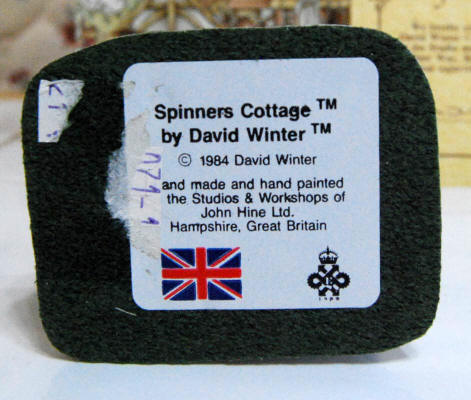 Spinners Cottage ™
by David Winter ™
© 1984 David Winter
and made and hand painted
the Studios & Workshops of
John Hine Ltd.
Hampshire, Great Britain